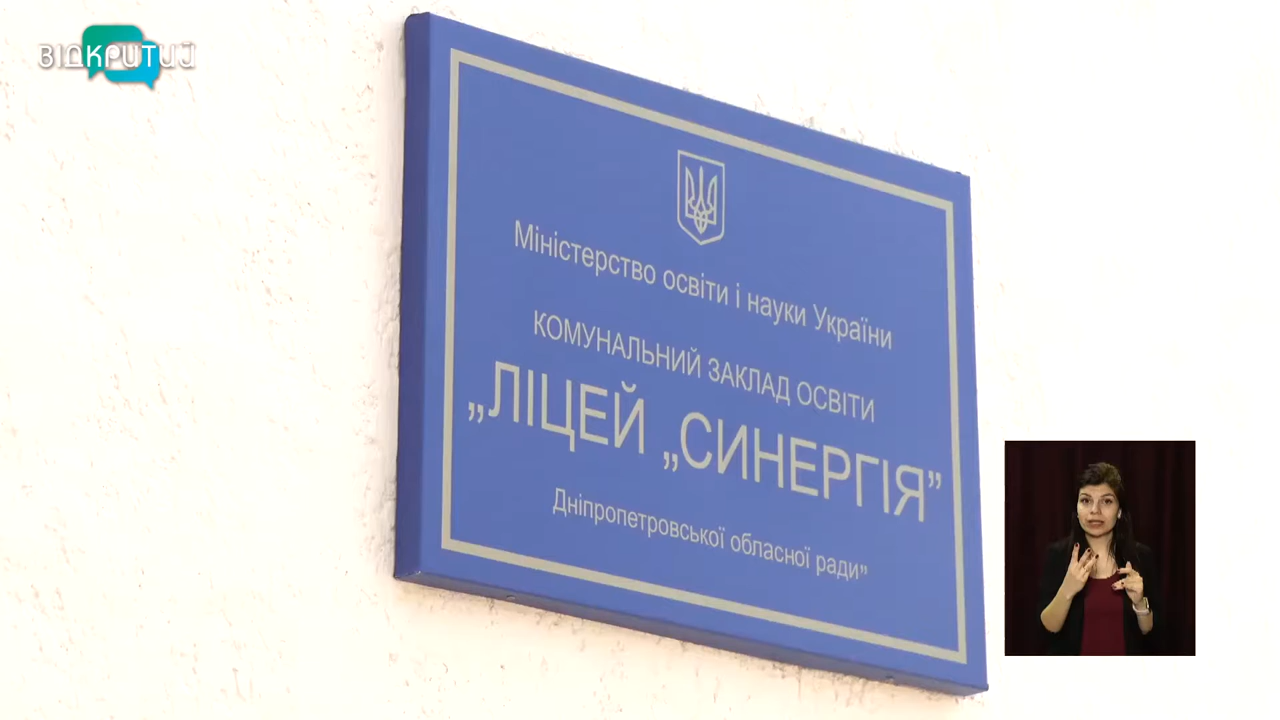 ВІДКРИТИЙ
Міністерство освіти і науки України
КОМУНАЛЬНИЙ ЗАКЛАД ОСВІТИ
„ЛІЦЕЙ „СИНЕРГІЯ”
Дніпропетровської обласної ради”